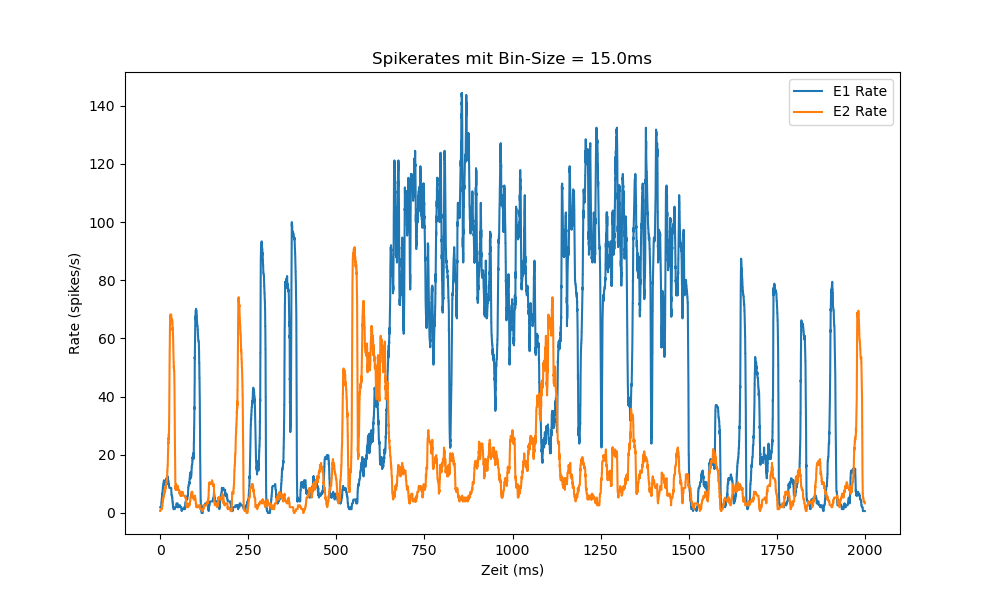 Spikerates mit Bin-Size = 15.0ms
E1 Rate
E2 Rate
Rate (spikes/s)
140
120
100
80
60
40
20
0
0 250 500 750 1000 1250 1500 1750 2000
Zeit (ms)